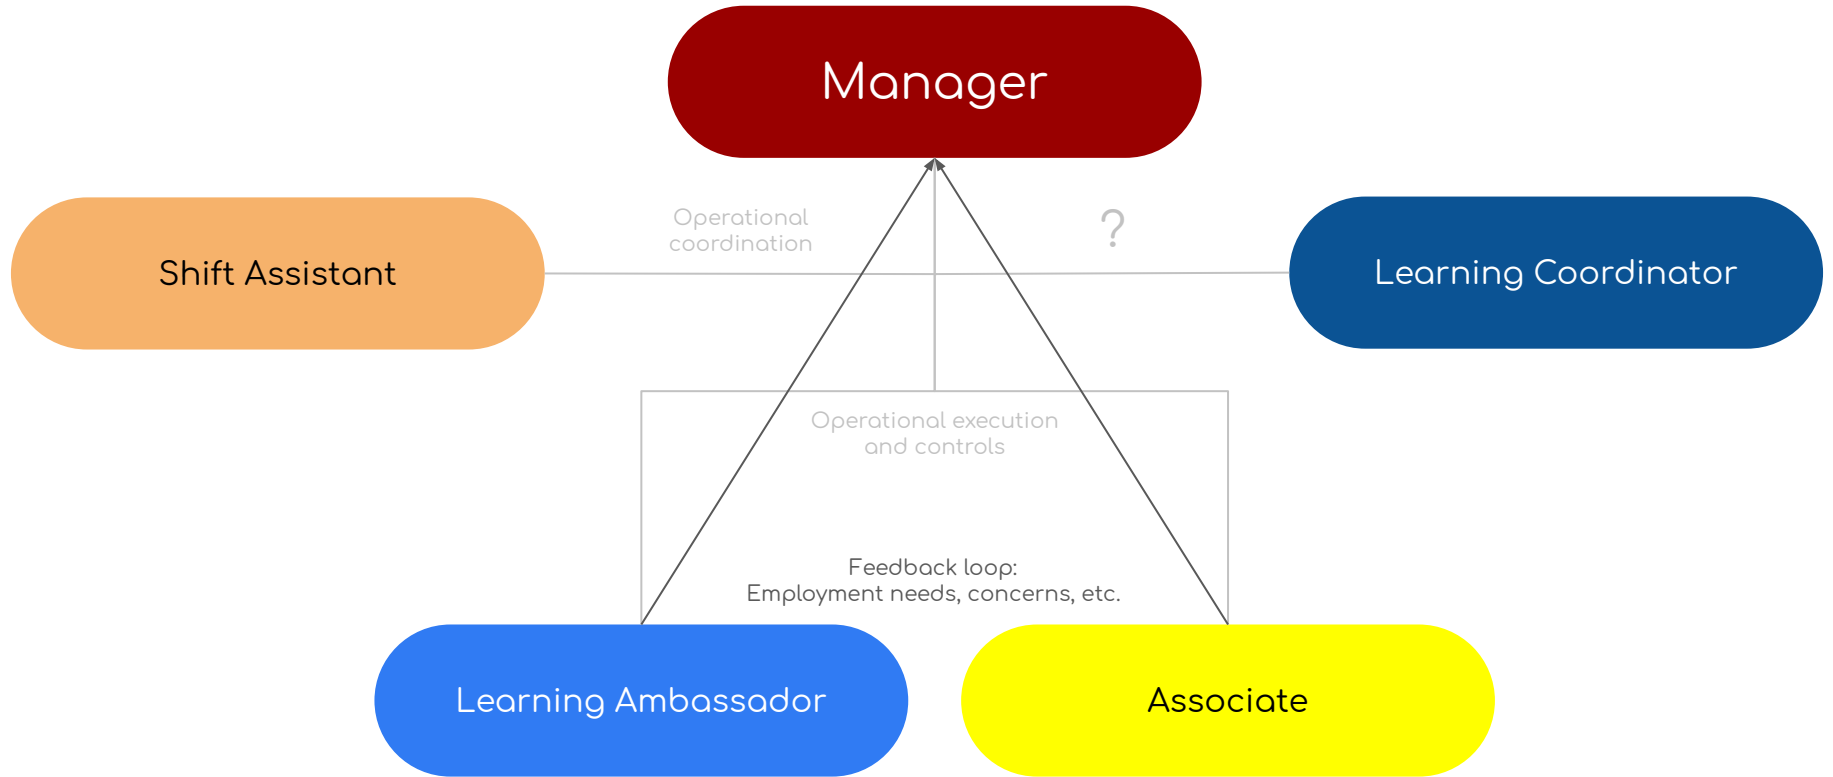 Manager
Operational
coordination
?
Shift Assistant
Learning Coordinator
Operational execution
and controls
Feedback loop:
Employment needs, concerns, etc.
Learning Ambassador
Associate